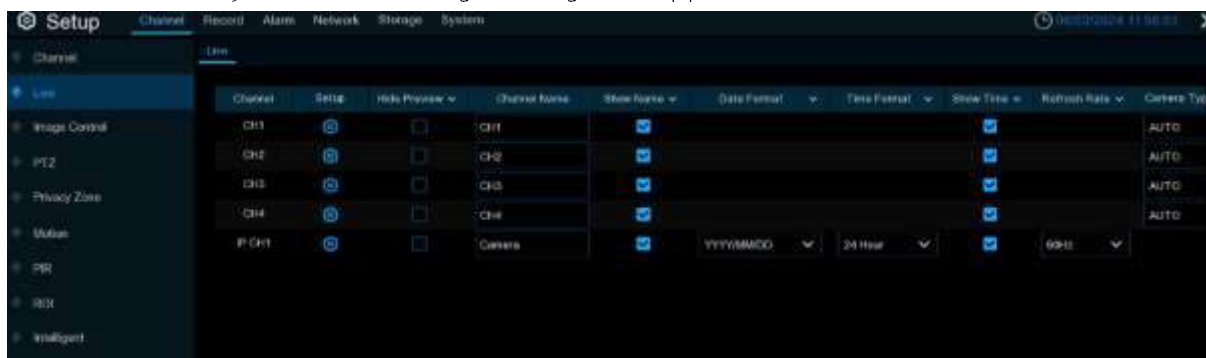 Setup Channel Record Alarm Network Storage System
Channel
Live
Live
Channel Setup Hide Preview Channel Name Show Name Date Format Time Format Show Time Refresh Rate Camera Typ
CH1 CH1 AUTO
Image Control
CH2 CH2 AUTO
PTZ
CH3 CH3 AUTO
Privacy Zone
CH4 CH4 AUTO
Motion
IP CH1 Camera YYYY/MM/DD 24 Hour 60Hz
PIR
ROI
Intelligent